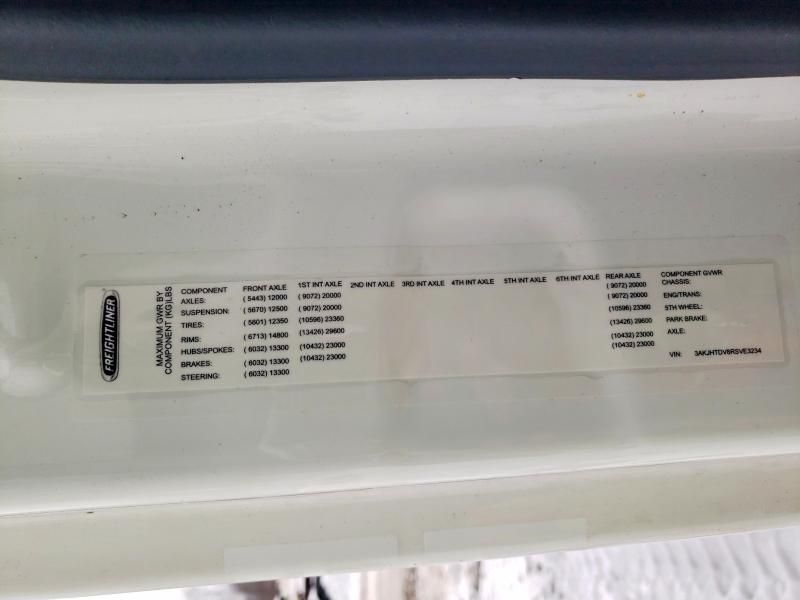 FREIGHTLINER
MAXIMUM GWR BY
COMPONENT (KG)LBS
COMPONENT FRONT AXLE 1ST INT AXLE 2ND INT AXLE 3RD INT AXLE 4TH INT AXLE 5TH INT AXLE 6TH INT AXLE REAR AXLE COMPONENT GVWR
AXLES: ( 5443) 12000 ( 9072) 20000 ( 9072) 20000 CHASSIS:
SUSPENSION: ( 5670) 12500 ( 9072) 20000 ( 9072) 20000 ENG/TRANS:
TIRES: ( 5601) 12350 (10596) 23360 (10596) 23360 5TH WHEEL:
RIMS: ( 6713) 14800 (13426) 29600 (13426) 29600 PARK BRAKE:
HUBS/SPOKES: ( 6032) 13300 (10432) 23000 (10432) 23000 AXLE:
BRAKES: ( 6032) 13300 (10432) 23000 (10432) 23000
STEERING: ( 6032) 13300
VIN: 3AKJHTDV8RSVE3234